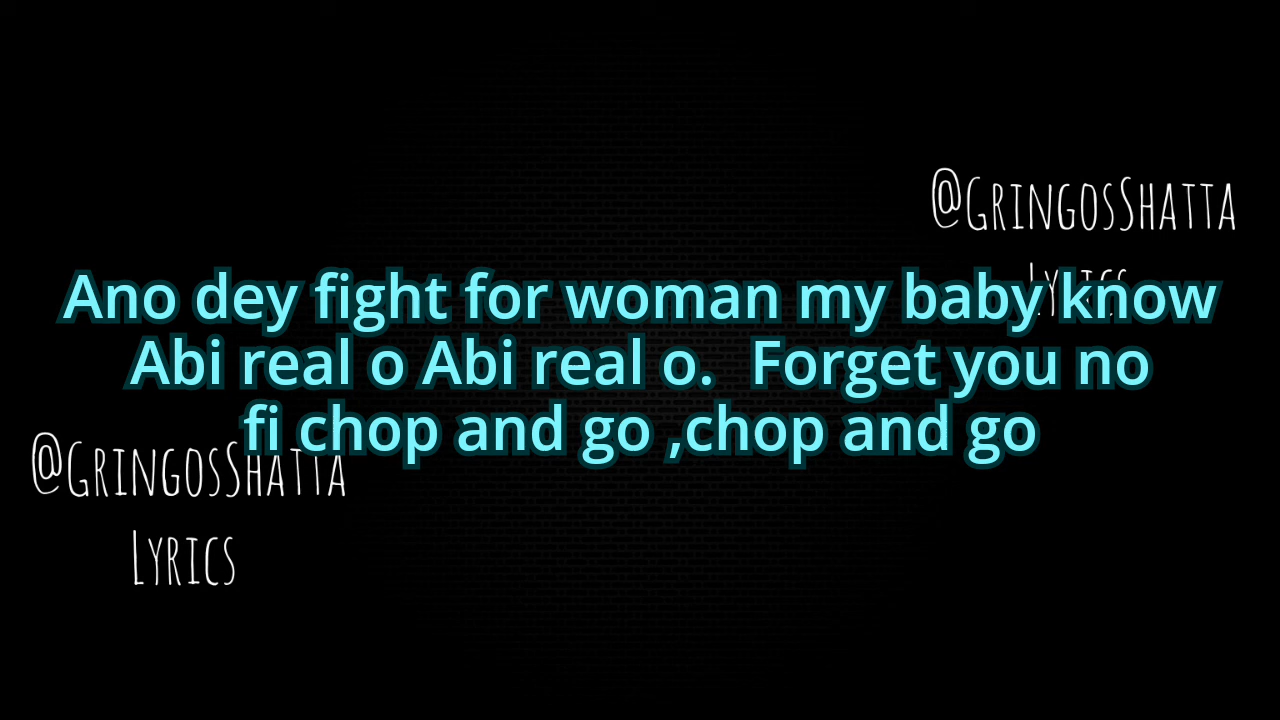 @GringosShatta
Lyrics
Ano dey fight for woman my baby know
Abi real o Abi real o.  Forget you no
fi chop and go ,chop and go
@GringosShatta
Lyrics